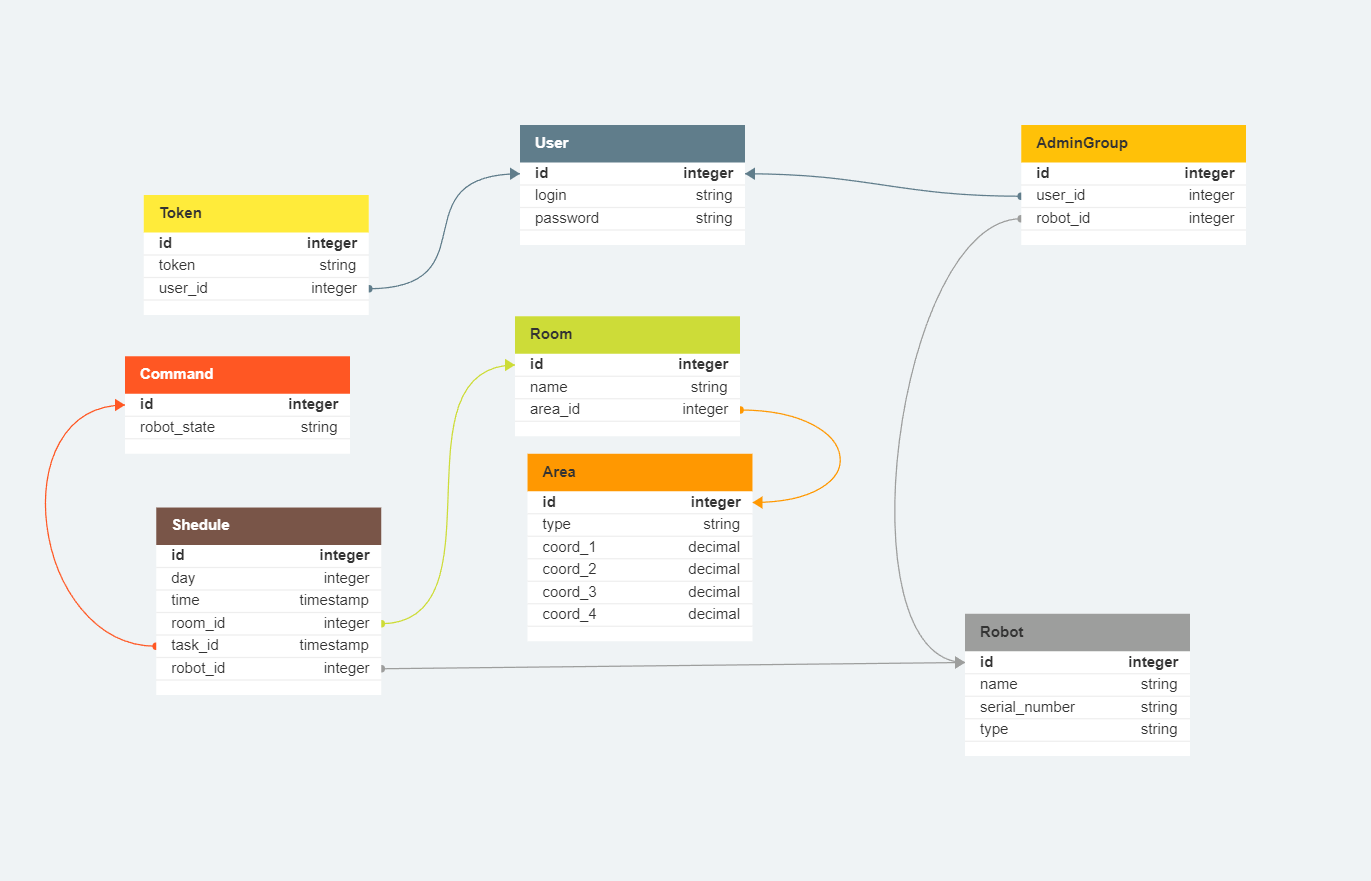 User
id integer
login string
password string
AdminGroup
id integer
user_id integer
robot_id integer
Token
id integer
token string
user_id integer
Room
id integer
name string
area_id integer
Command
id integer
robot_state string
Area
id integer
type string
coord_1 decimal
coord_2 decimal
coord_3 decimal
coord_4 decimal
Shedule
id integer
day integer
time timestamp
room_id integer
task_id timestamp
robot_id integer
Robot
id integer
name string
serial_number string
type string